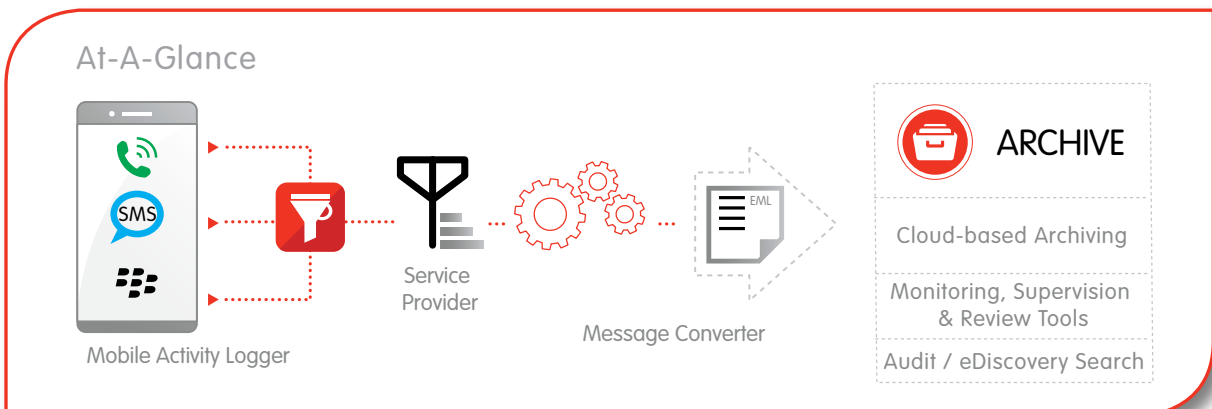 At-A-Glance
SMS
Mobile Activity Logger
Service
Provider
EML
Message Converter
ARCHIVE
Cloud-based Archiving
Monitoring, Supervision
& Review Tools
Audit / eDiscovery Search